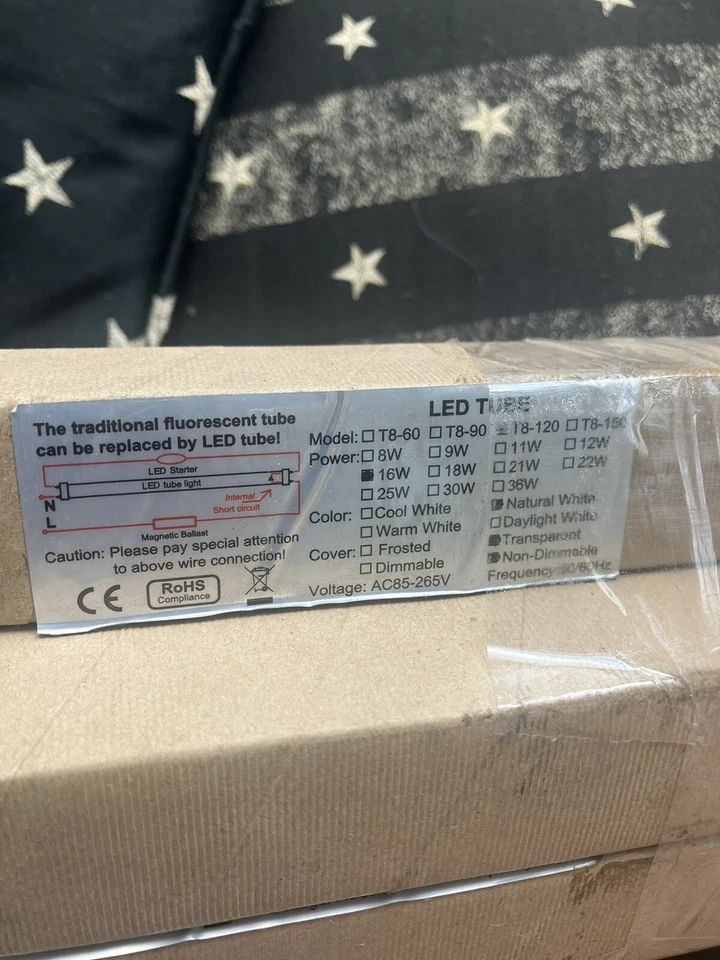 The traditional fluorescent tube
can be replaced by LED tube!
LED Starter
LED tube light
N
Internal
Short circuit
L
Magnetic Ballast
Caution: Please pay special attention
to above wire connection!
CE
RoHS
Compliance
LED TUBE
Model: T8-60 T8-90 T8-120 T8-150
Power: 8W 9W 11W 12W
16W 18W 21W 22W
25W 30W 36W
Color: Cool White Natural White
Warm White Daylight White
Cover: Frosted Transparent
Dimmable Non-Dimmable
Voltage: AC85-265V Frequency 50/60Hz